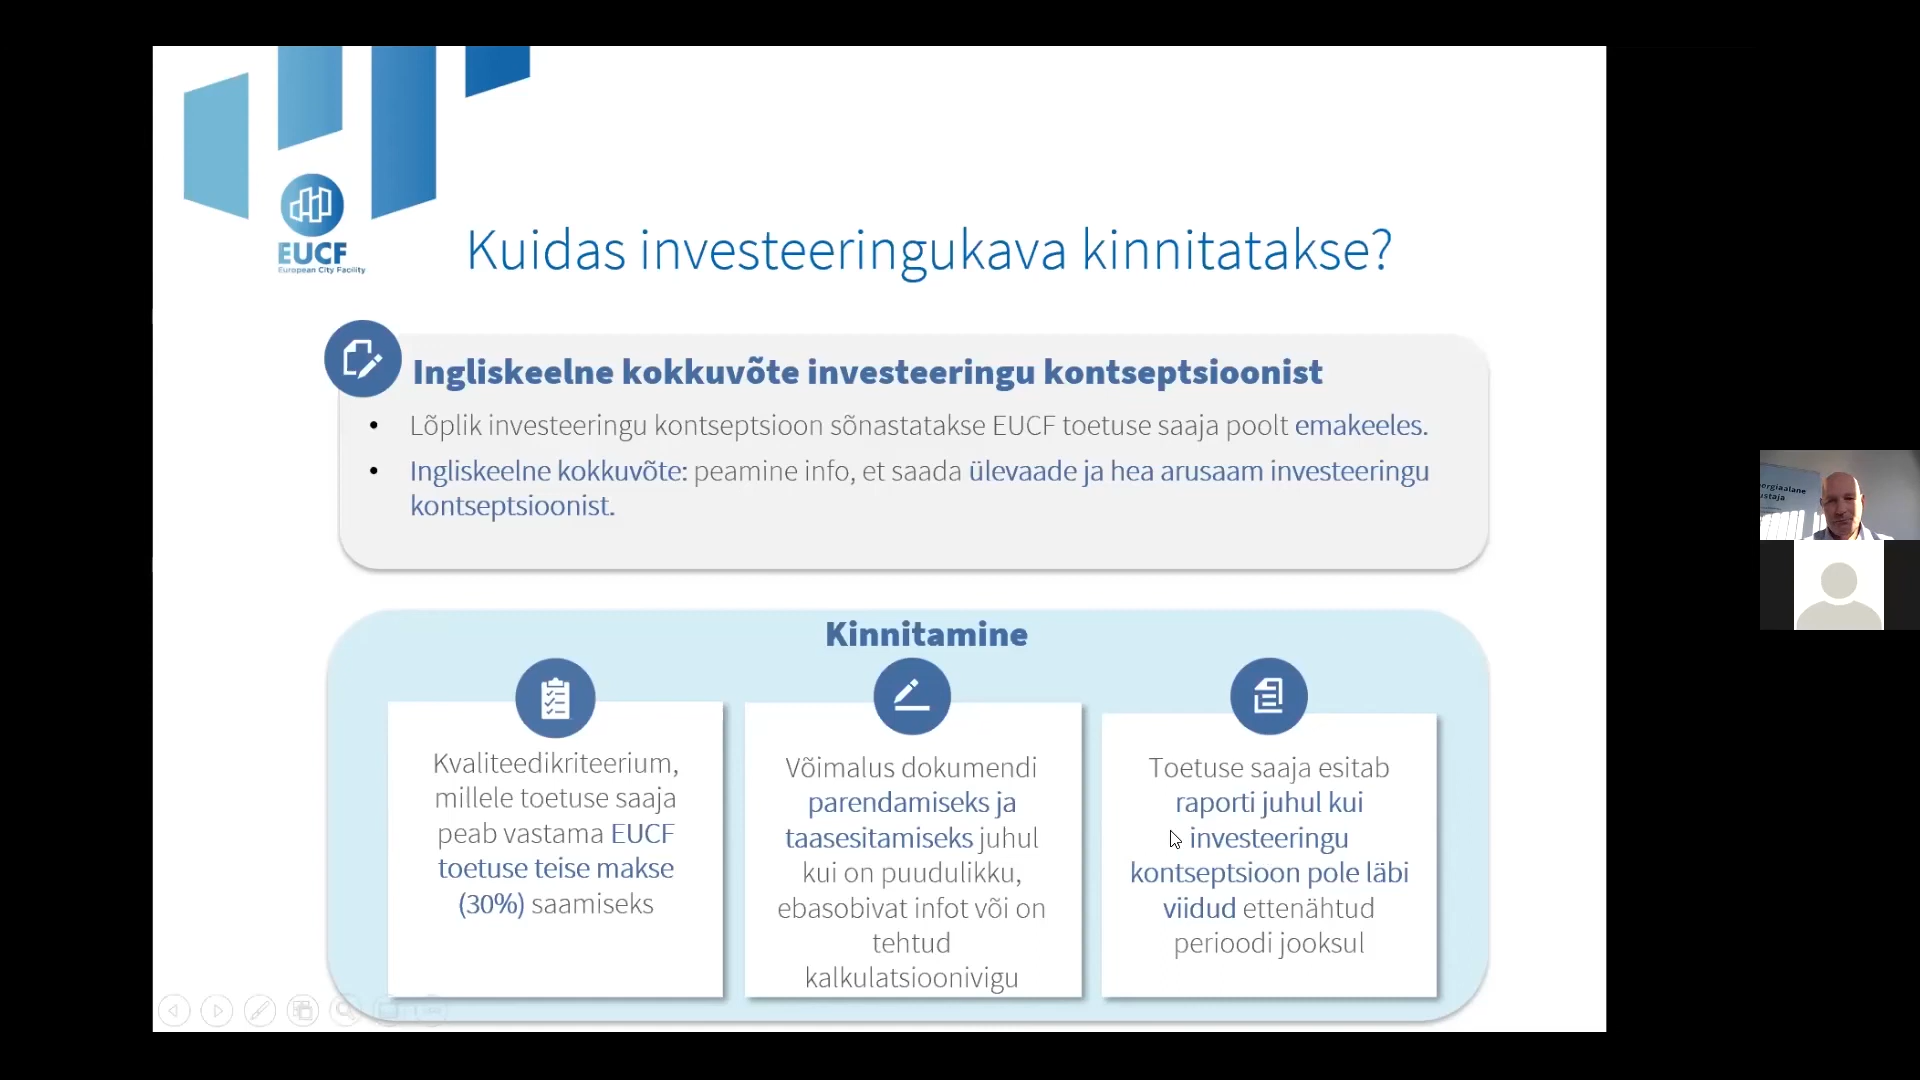 EUCF
European City Facility
Kuidas investeeringukava kinnitatakse?
Ingliskeelne kokkuvõte investeeringu kontseptsioonist
• Lõplik investeeringu kontseptsioon sõnastatakse EUCF toetuse saaja poolt emakeeles.
• Ingliskeelne kokkuvõte: peamine info, et saada ülevaade ja hea arusaam investeeringu
kontseptsioonist.
Kinnitamine
Kvaliteedikriteerium,
millele toetuse saaja
peab vastama EUCF
toetuse teise makse
(30%) saamiseks
Võimalus dokumendi
parendamiseks ja
taasesitamiseks juhul
kui on puudulikku,
ebasobivat infot või on
tehtud
kalkulatsioonivigu
Toetuse saaja esitab
raporti juhul kui
investeeringu
kontseptsioon pole läbi
viidud ettenähtud
perioodi jooksul